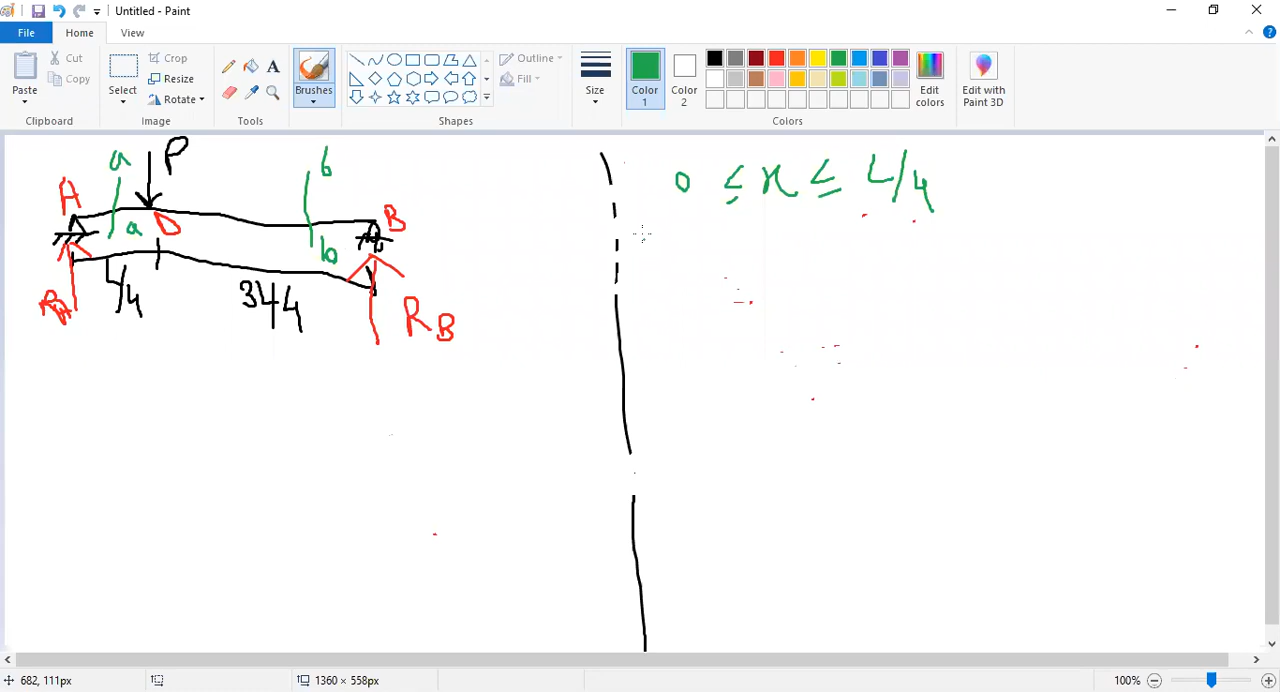 Untitled - Paint
File
Home
View
Paste
Cut
Copy
Clipboard
Select
Crop
Resize
Rotate
Image
A
Tools
Brushes
Shapes
Outline
Fill
Size
Color 1
Color 2
Edit colors
Edit with Paint 3D
Colors
a
P
b
0 ≤ x ≤ L/4
A
a
D
b
B
RA
L/4
3L/4
RB
682, 111px
1360 × 558px
100%